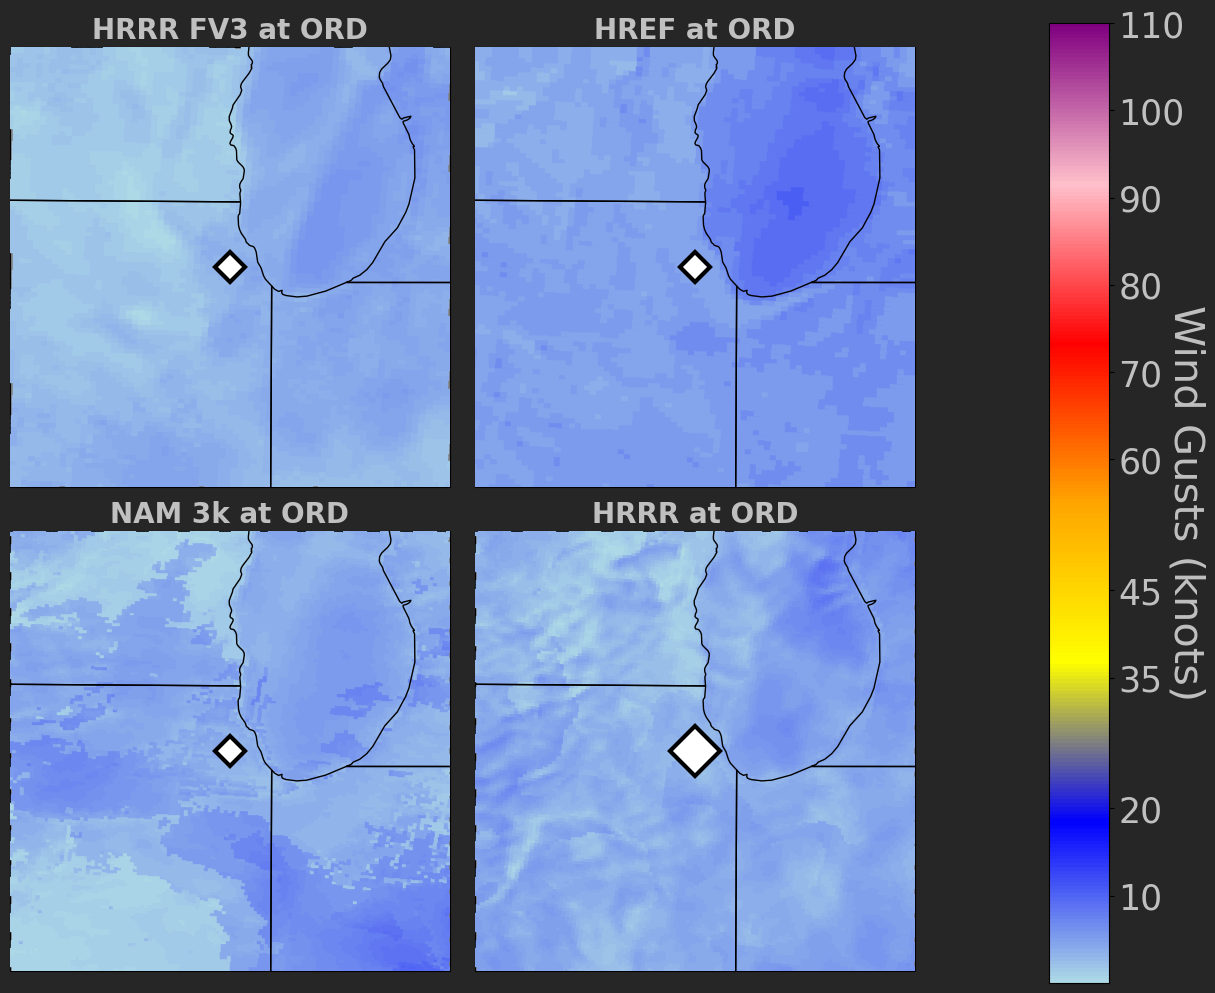 HRRR FV3 at ORD
HREF at ORD
NAM 3k at ORD
HRRR at ORD
110
100
90
80
70
60
45
35
20
10
Wind Gusts (knots)